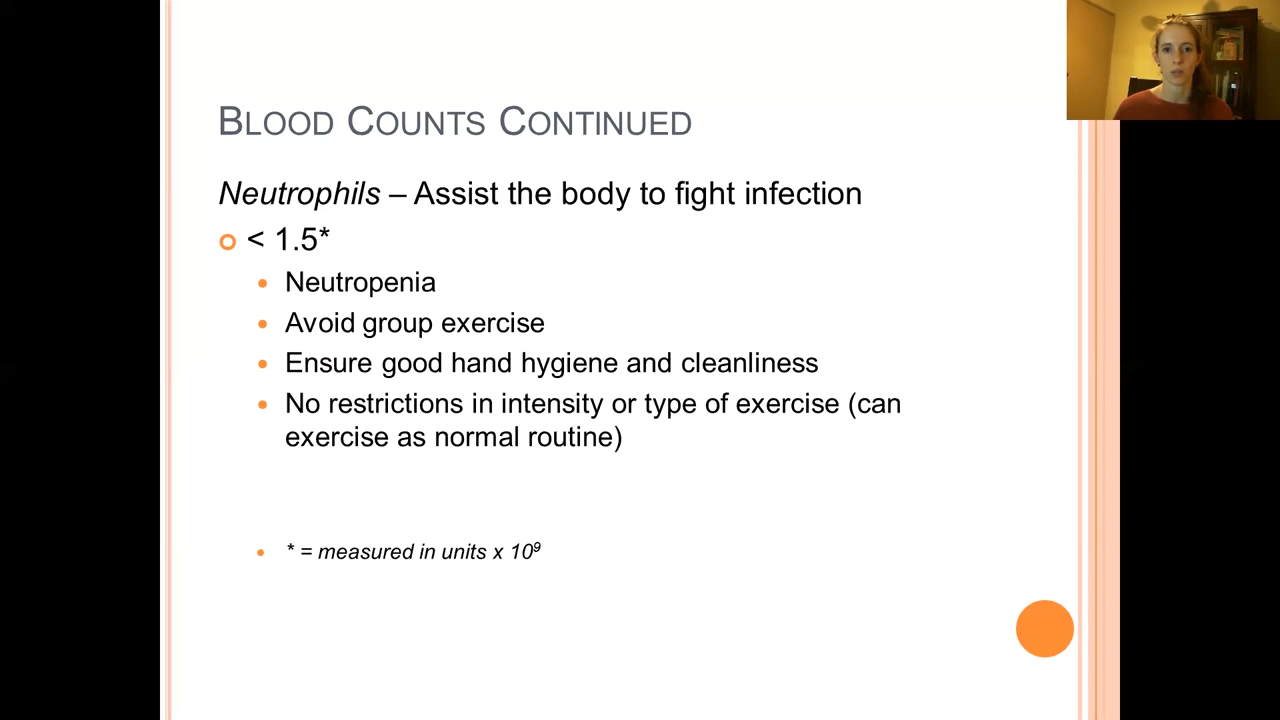 BLOOD COUNTS CONTINUED
Neutrophils – Assist the body to fight infection
< 1.5*
Neutropenia
Avoid group exercise
Ensure good hand hygiene and cleanliness
No restrictions in intensity or type of exercise (can
exercise as normal routine)
* = measured in units x 10⁹